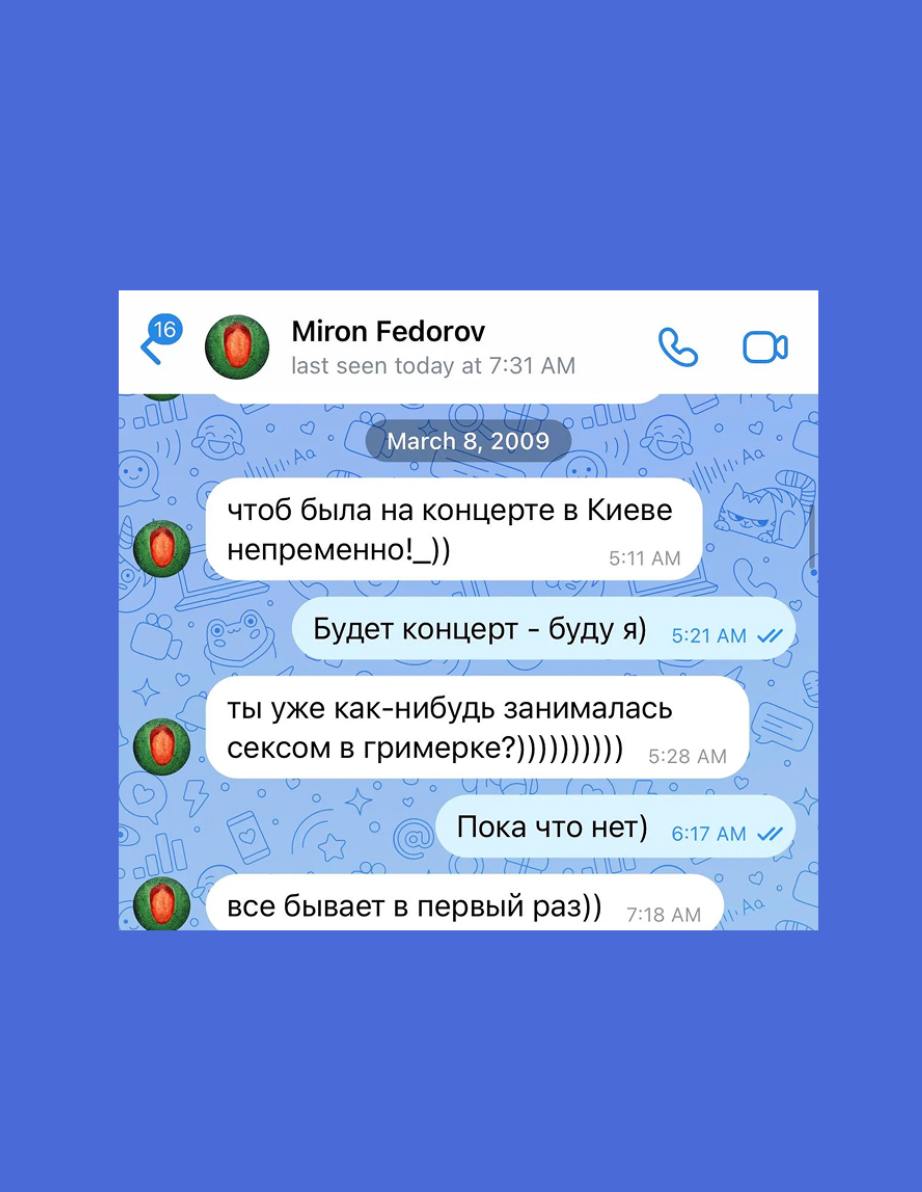 16
Miron Fedorov
last seen today at 7:31 AM
March 8, 2009
чтоб была на концерте в Киеве
непременно!_))
5:11 AM
Будет концерт - буду я)
5:21 AM
ты уже как-нибудь занималась
сексом в гримерке?))))))))))
5:28 AM
Пока что нет)
6:17 AM
все бывает в первый раз))
7:18 AM